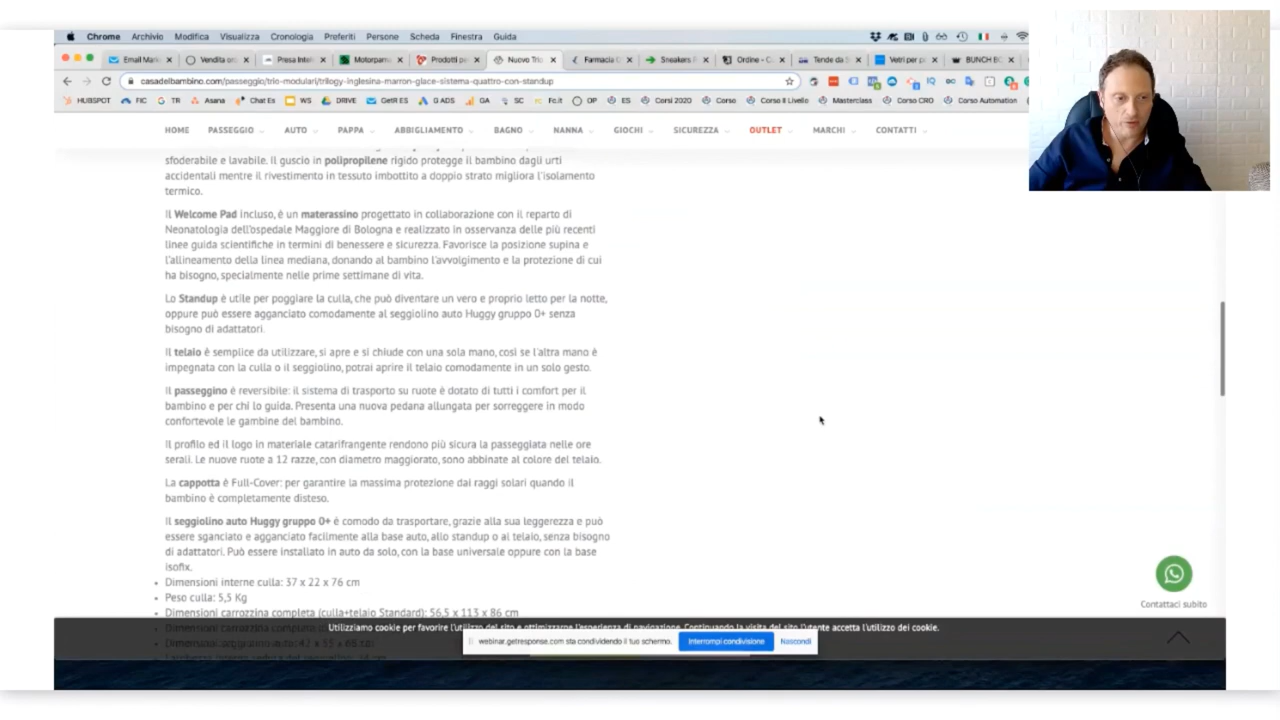 Chrome Archivio Modifica Visualizza Cronologia Preferiti Persone Scheda Finestra Guida
Email Mark Vendita on Presa Intel Motorparts Prodotti per Nuovo Trio Farmacia C Sneakers F Ordine - C Tende da S Vetri per p BUNCH BC
casadelbambino.com/passeggio/trio-modulari/trilogy-inglesina-marron-glace-sistema-quattro-con-standup
HUBSPOT FIC TR Asana Chat Es WS DRIVE GetR ES G ADS GA SC Fc.it OP ES Corsi 2020 Corso Corso II Livello Masterclass Corso CRO Corso Automation
HOME PASSEGGIO AUTO PAPPA ABBIGLIAMENTO BAGNO NANNA GIOCHI SICUREZZA OUTLET MARCHI CONTATTI
sfoderabile e lavabile. Il guscio in polipropilene rigido protegge il bambino dagli urti
accidentali mentre il rivestimento in tessuto imbottito a doppio strato migliora l'isolamento
termico.
Il Welcome Pad incluso, è un materassino progettato in collaborazione con il reparto di
Neonatologia dell'ospedale Maggiore di Bologna e realizzato in osservanza delle più recenti
linee guida scientifiche in termini di benessere e sicurezza. Favorisce la posizione supina e
l'allineamento della linea mediana, donando al bambino l'avvolgimento e la protezione di cui
ha bisogno, specialmente nelle prime settimane di vita.
Lo Standup è utile per poggiare la culla, che può diventare un vero e proprio letto per la notte,
oppure può essere agganciato comodamente al seggiolino auto Huggy gruppo 0+ senza
bisogno di adattatori.
Il telaio è semplice da utilizzare, si apre e si chiude con una sola mano, così se l'altra mano è
impegnata con la culla o il seggiolino, potrai aprire il telaio comodamente in un solo gesto.
Il passeggino è reversibile: il sistema di trasporto su ruote è dotato di tutti i comfort per il
bambino e per chi lo guida. Presenta una nuova pedana allungata per sorreggere in modo
confortevole le gambine del bambino.
Il profilo ed il logo in materiale catarifrangente rendono più sicura la passeggiata nelle ore
serali. Le nuove ruote a 12 razze, con diametro maggiorato, sono abbinate al colore del telaio.
La cappotta è Full-Cover: per garantire la massima protezione dai raggi solari quando il
bambino è completamente disteso.
Il seggiolino auto Huggy gruppo 0+ è comodo da trasportare, grazie alla sua leggerezza e può
essere sganciato e agganciato facilmente alla base auto, allo standup o al telaio, senza bisogno
di adattatori. Può essere installato in auto da solo, con la base universale oppure con la base
isofix.
Dimensioni interne culla: 37 x 22 x 76 cm
Peso culla: 5,5 Kg
Dimensioni carrozzina completa (culla+telaio Standard): 56,5 x 113 x 86 cm
Contattaci subito
Utilizziamo cookie per favorire l'utilizzo del sito e ottimizzarne l'esperienza di navigazione. Continuando la visita del sito l'utente accetta l'utilizzo dei cookie.
webinar.getresponse.com sta condividendo il tuo schermo. Interrompi condivisione Nascondi